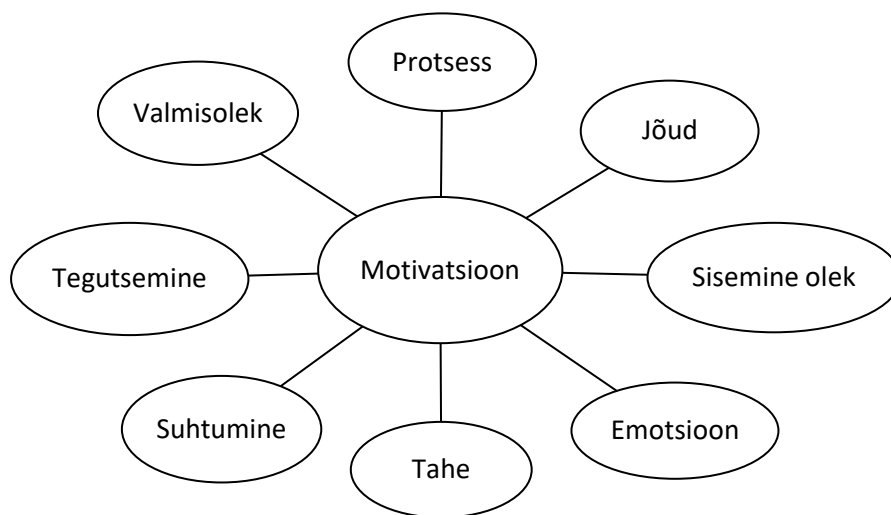 Protsess
Valmisolek
Jõud
Tegutsemine
Motivatsioon
Sisemine olek
Suhtumine
Emotsioon
Tahe